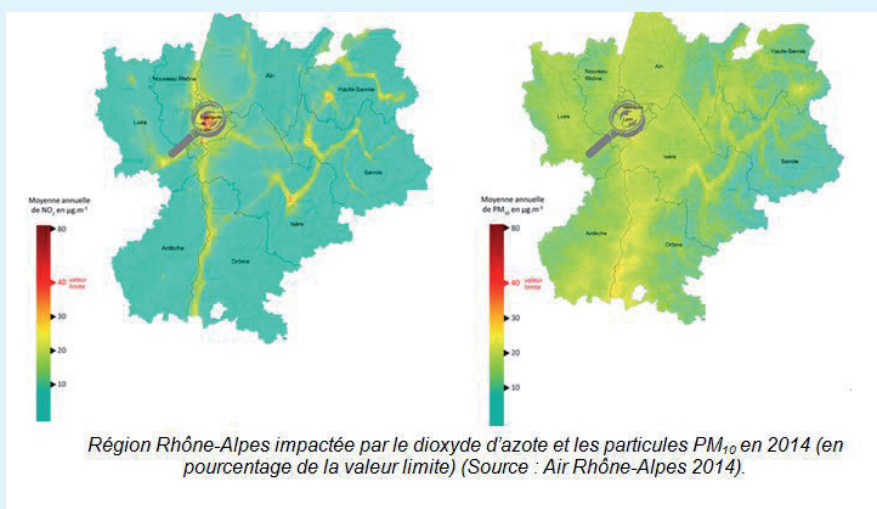 Nouveau Rhône
Ain
Haute-Savoie
Loire
Savoie
Isère
Ardèche
Drôme
Moyenne annuelle
de NO₂ en µg.m⁻³
80
40 valeur
limite
30
20
10
Haute-Savoie
Nouveau Rhône
Ain
Loire
Isère
Savoie
Ardèche
Drôme
Moyenne annuelle
de PM₁₀ en µg.m⁻³
80
40 valeur
limite
30
20
10
Région Rhône-Alpes impactée par le dioxyde d'azote et les particules PM₁₀ en 2014 (en
pourcentage de la valeur limite) (Source : Air Rhône-Alpes 2014).